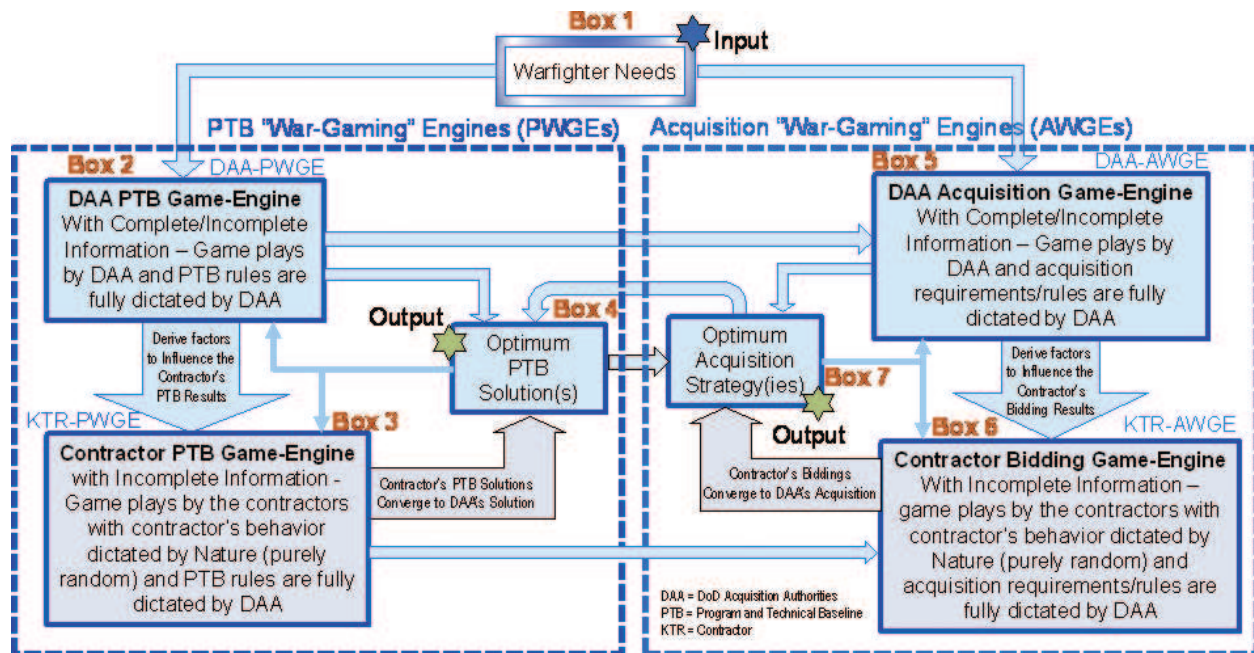 Box 1
Input
Warfighter Needs
PTB "War-Gaming" Engines (PWGEs)
Acquisition "War-Gaming" Engines (AWGEs)
Box 2
DAA-PWGE
DAA PTB Game-Engine
With Complete/Incomplete
Information – Game plays
by DAA and PTB rules are
fully dictated by DAA
Derive factors
to Influence the
Contractor's
PTB Results
KTR-PWGE
Box 3
Contractor PTB Game-Engine
with Incomplete Information -
Game plays by the contractors
with contractor's behavior
dictated by Nature (purely
random) and PTB rules are fully
dictated by DAA
Output
Box 4
Optimum
PTB
Solution(s)
Contractor's PTB Solutions
Converge to DAA's Solution
Box 5
DAA-AWGE
DAA Acquisition Game-Engine
With Complete/Incomplete
Information – Game plays by
DAA and acquisition
requirements/rules are fully
dictated by DAA
Optimum
Acquisition
Strategy(ies)
Box 7
Output
Derive factors
to Influence the
Contractor's
Bidding Results
Contractor's Biddings
Converge to DAA's Acquisition
Box 6
KTR-AWGE
Contractor Bidding Game-Engine
With Incomplete Information –
game plays by the contractors with
contractor's behavior dictated by
Nature (purely random) and
acquisition requirements/rules are
fully dictated by DAA
DAA = DoD Acquisition Authorities
PTB = Program and Technical Baseline
KTR = Contractor